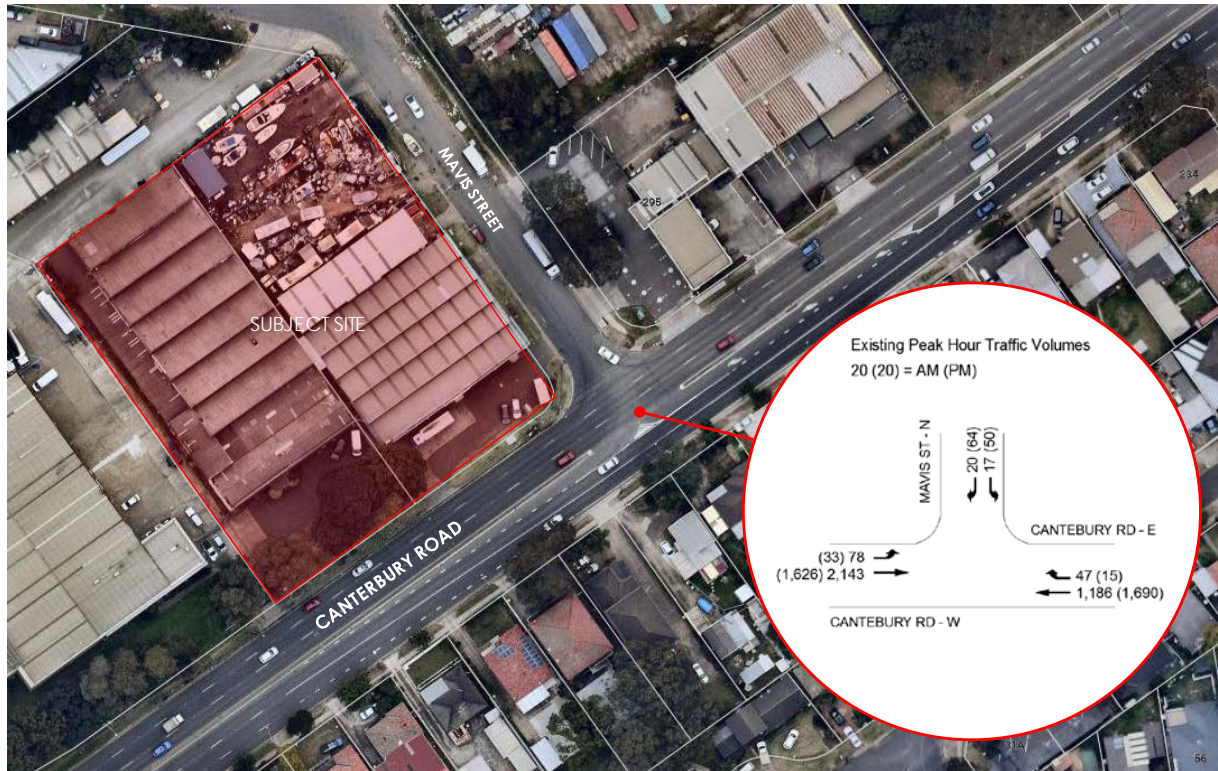 MAVIS STREET
295
234
SUBJECT SITE
CANTERBURY ROAD
Existing Peak Hour Traffic Volumes
20 (20) = AM (PM)
MAVIS ST - N
20 (64)
17 (50)
CANTEBURY RD - E
(33) 78
(1,626) 2,143
47 (15)
1,186 (1,690)
CANTEBURY RD - W
31A
56